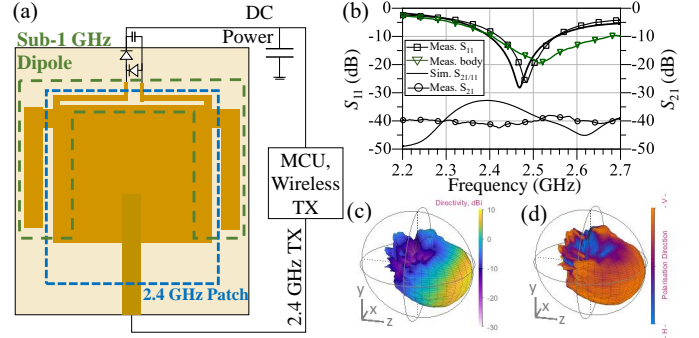 (a)
DC
Power
Sub-1 GHz
Dipole
MCU,
Wireless
TX
2.4 GHz TX
2.4 GHz Patch
(b)
-10
-20
-30
-40
-50
0
-10
-20
-30
-40
-50
S11 (dB)
S21 (dB)
Meas. S11
Meas. body
Sim. S21/11
Meas. S21
2.2 2.3 2.4 2.5 2.6 2.7
Frequency (GHz)
(c)
Directivity, dBi
10
0
-10
-20
-30
y
x
z
(d)
- V -
Polarisation Direction
- H -
y
x
z